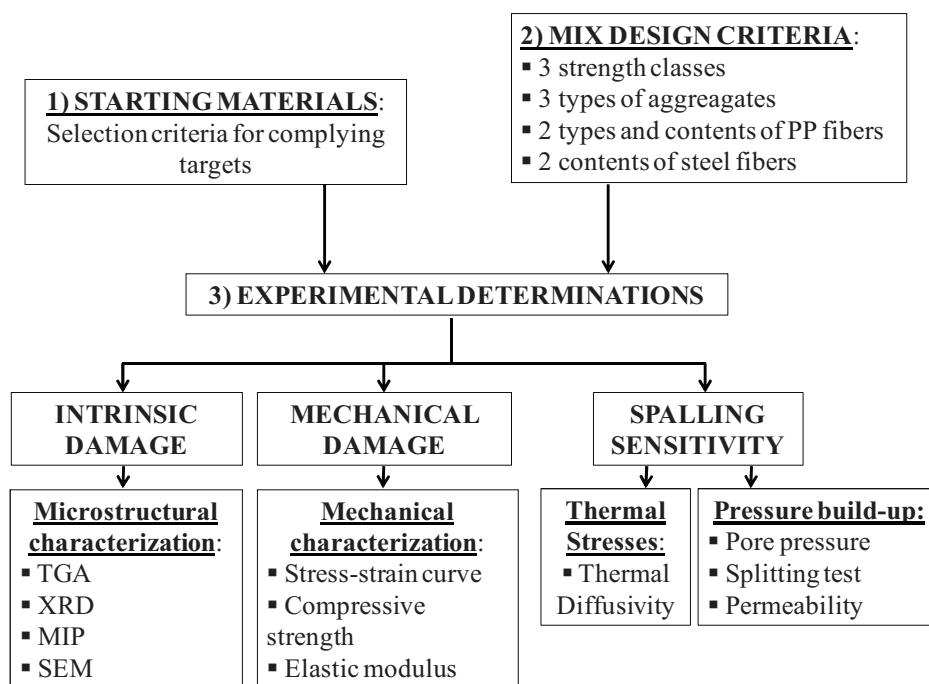 1) STARTING MATERIALS:
Selection criteria for complying
targets
2) MIX DESIGN CRITERIA:
▪ 3 strength classes
▪ 3 types of aggreagates
▪ 2 types and contents of PP fibers
▪ 2 contents of steel fibers
3) EXPERIMENTAL DETERMINATIONS
INTRINSIC
DAMAGE
MECHANICAL
DAMAGE
SPALLING
SENSITIVITY
Microstructural
characterization:
▪ TGA
▪ XRD
▪ MIP
▪ SEM
Mechanical
characterization:
▪ Stress-strain curve
▪ Compressive
strength
▪ Elastic modulus
Thermal
Stresses:
▪ Thermal
Diffusivity
Pressure build-up:
▪ Pore pressure
▪ Splitting test
▪ Permeability